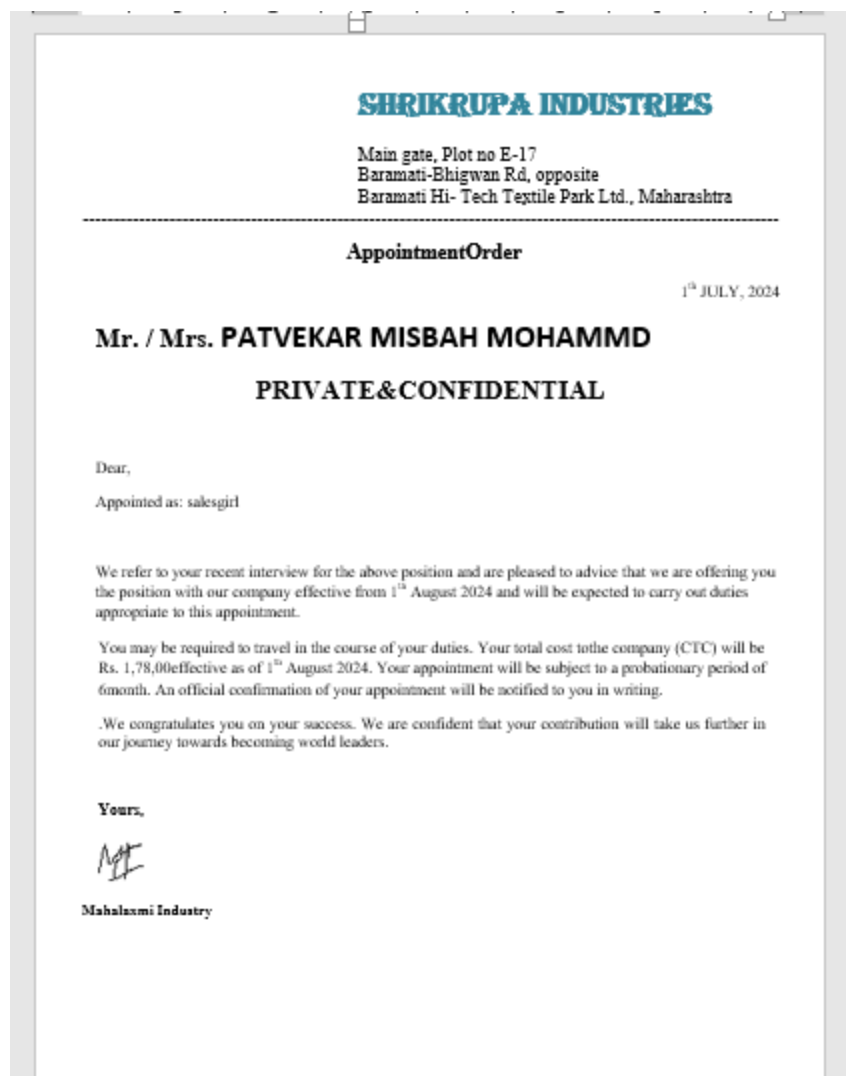 SHRIKRUPA INDUSTRIES
Main gate, Plot no E-17
Baramati-Bhigwan Rd, opposite
Baramati Hi- Tech Textile Park Ltd., Maharashtra
AppointmentOrder
1th JULY, 2024
Mr. / Mrs. PATVEKAR MISBAH MOHAMMD
PRIVATE&CONFIDENTIAL
Dear,
Appointed as: salesgirl
We refer to your recent interview for the above position and are pleased to advice that we are offering you
the position with our company effective from 1th August 2024 and will be expected to carry out duties
appropriate to this appointment.
You may be required to travel in the course of your duties. Your total cost tothe company (CTC) will be
Rs. 1,78,00effective as of 1th August 2024. Your appointment will be subject to a probationary period of
6month. An official confirmation of your appointment will be notified to you in writing.
.We congratulates you on your success. We are confident that your contribution will take us further in
our journey towards becoming world leaders.
Yours,
Mahalaxmi Industry